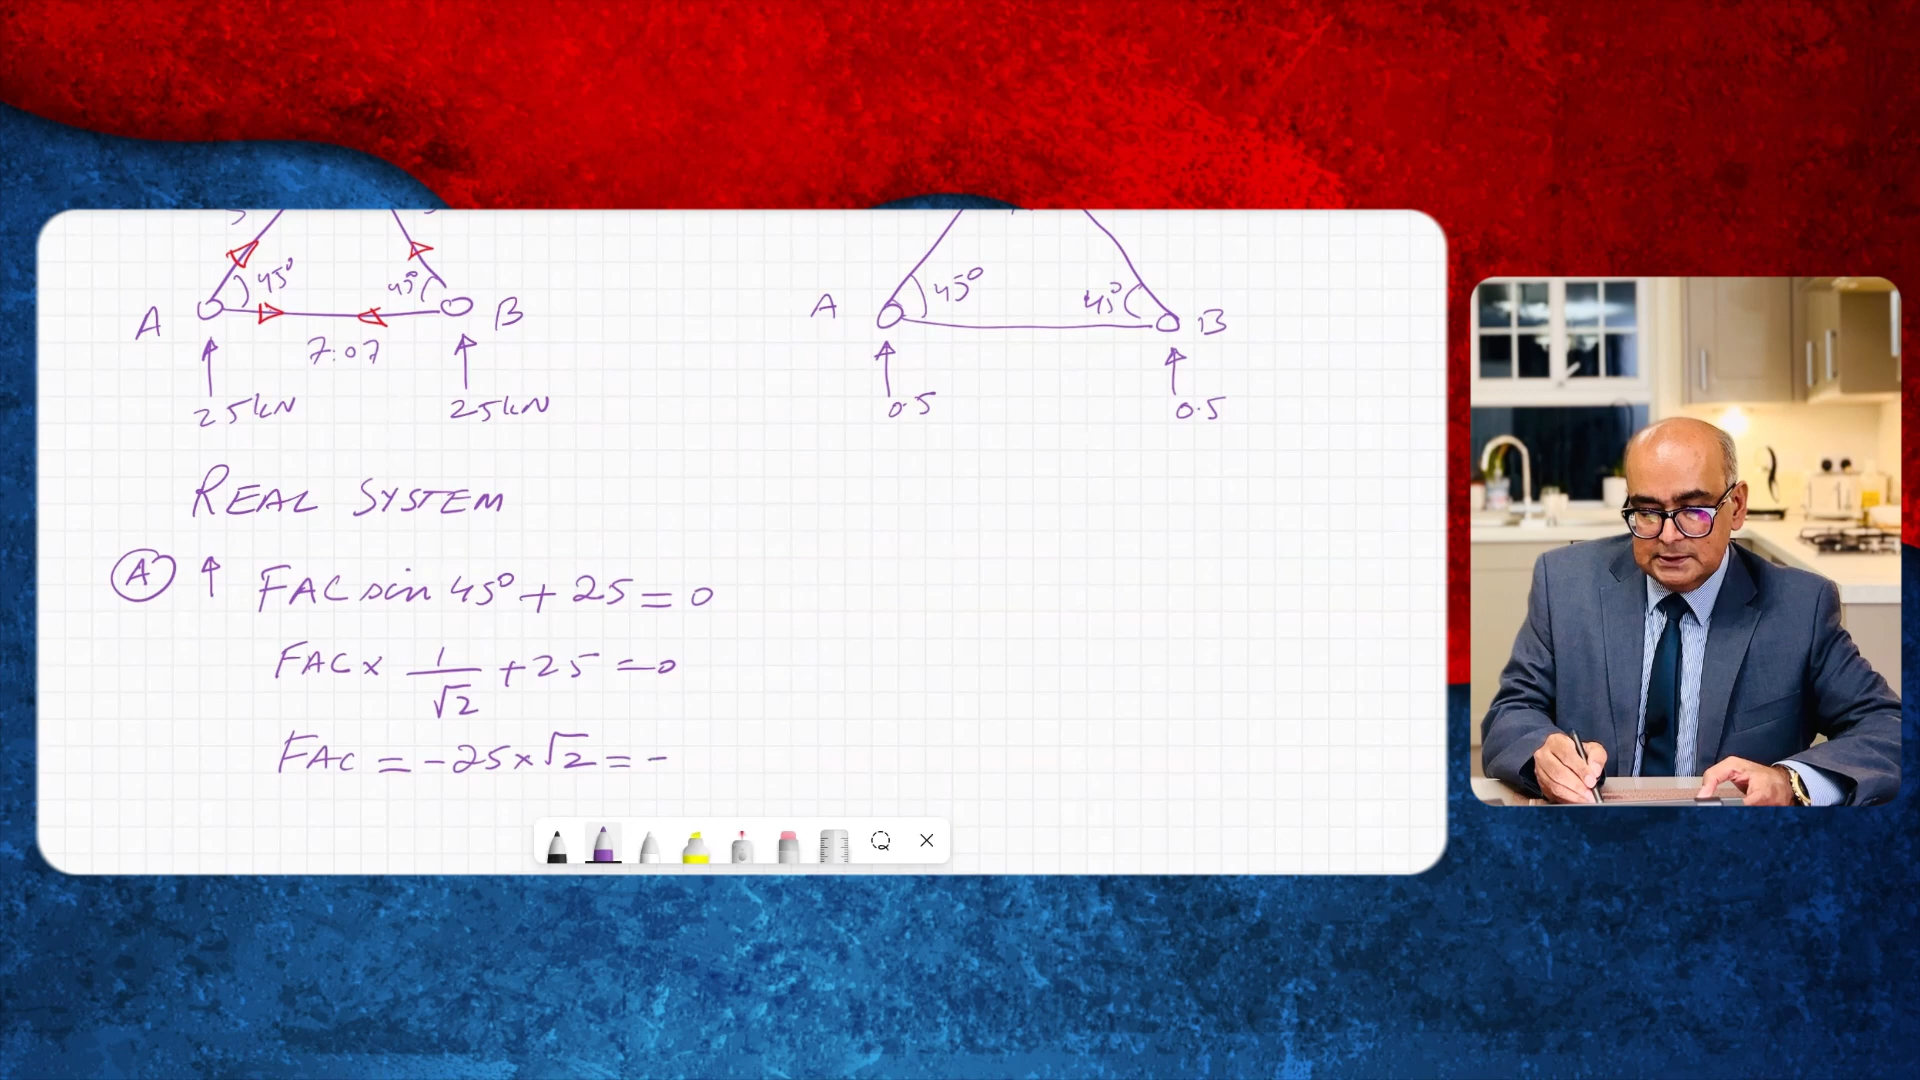 5
45°
45°
A
B
7.07
25kN
25kN
45°
45°
A
B
0.5
0.5
REAL SYSTEM
A ↑ FAC sin 45° + 25 = 0
FAC × 1/√2 + 25 = 0
FAC = -25×√2 = -